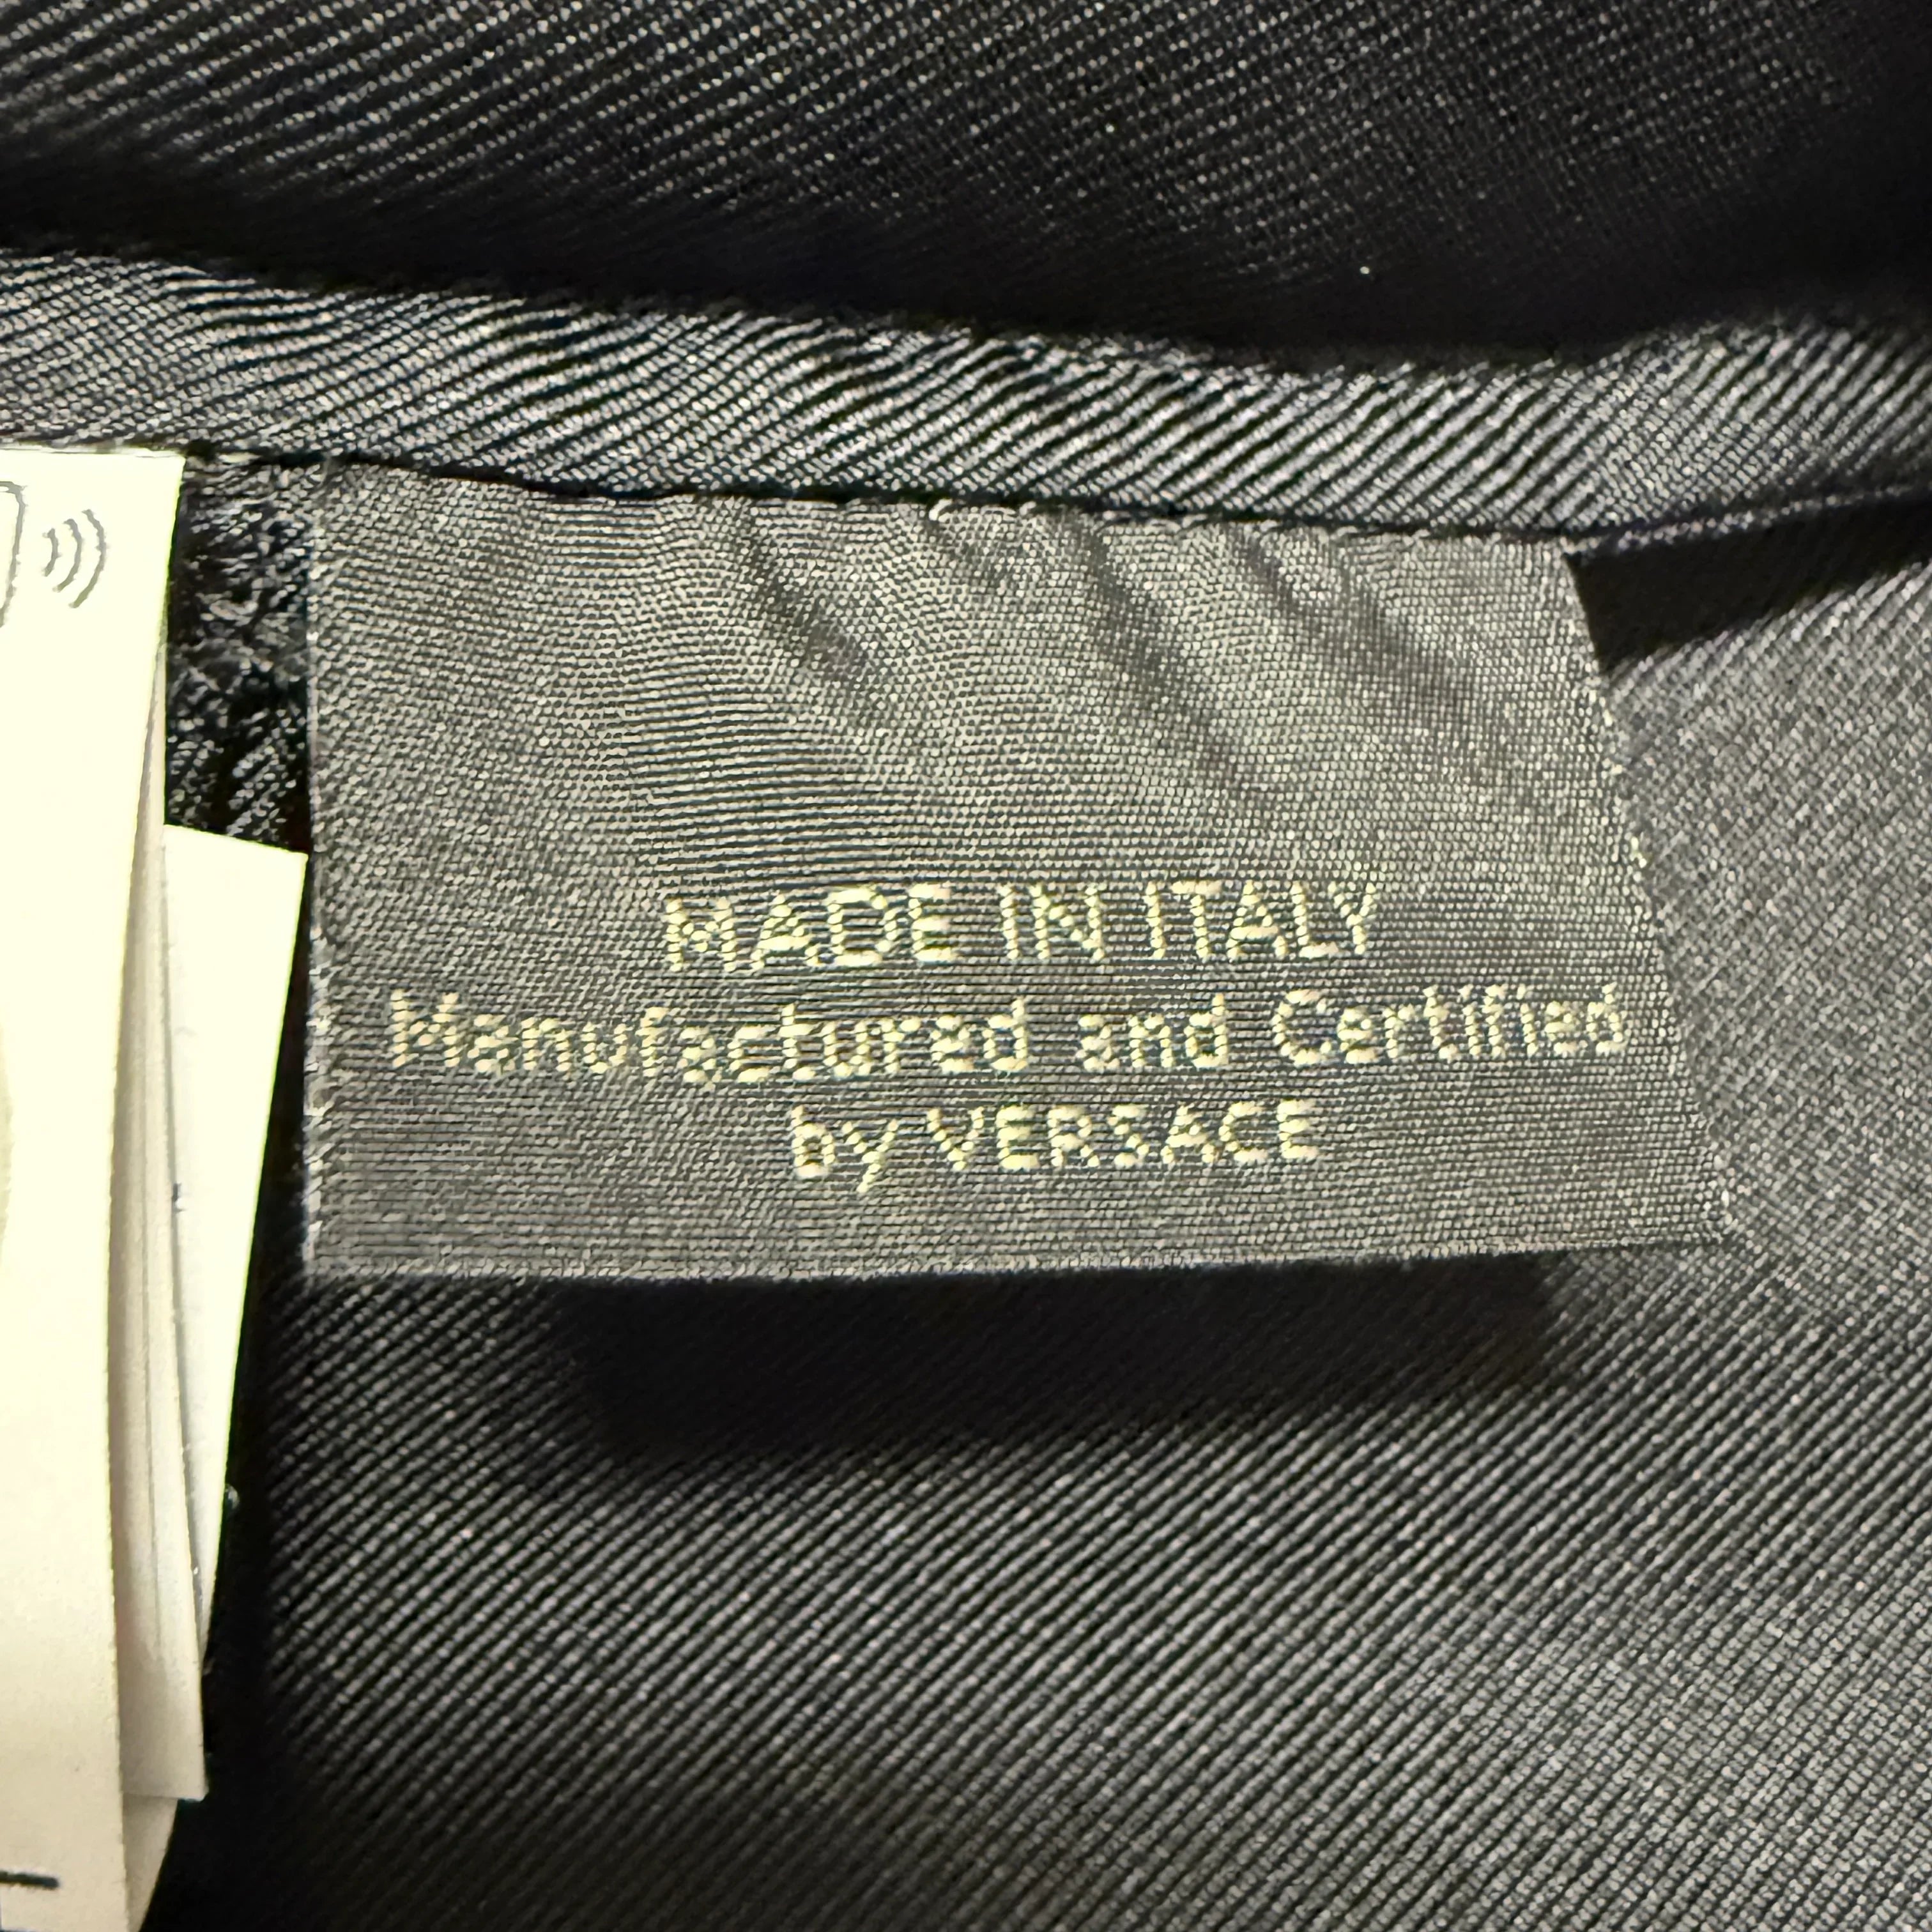 MADE IN ITALY
Manufactured and Certified
by VERSACE